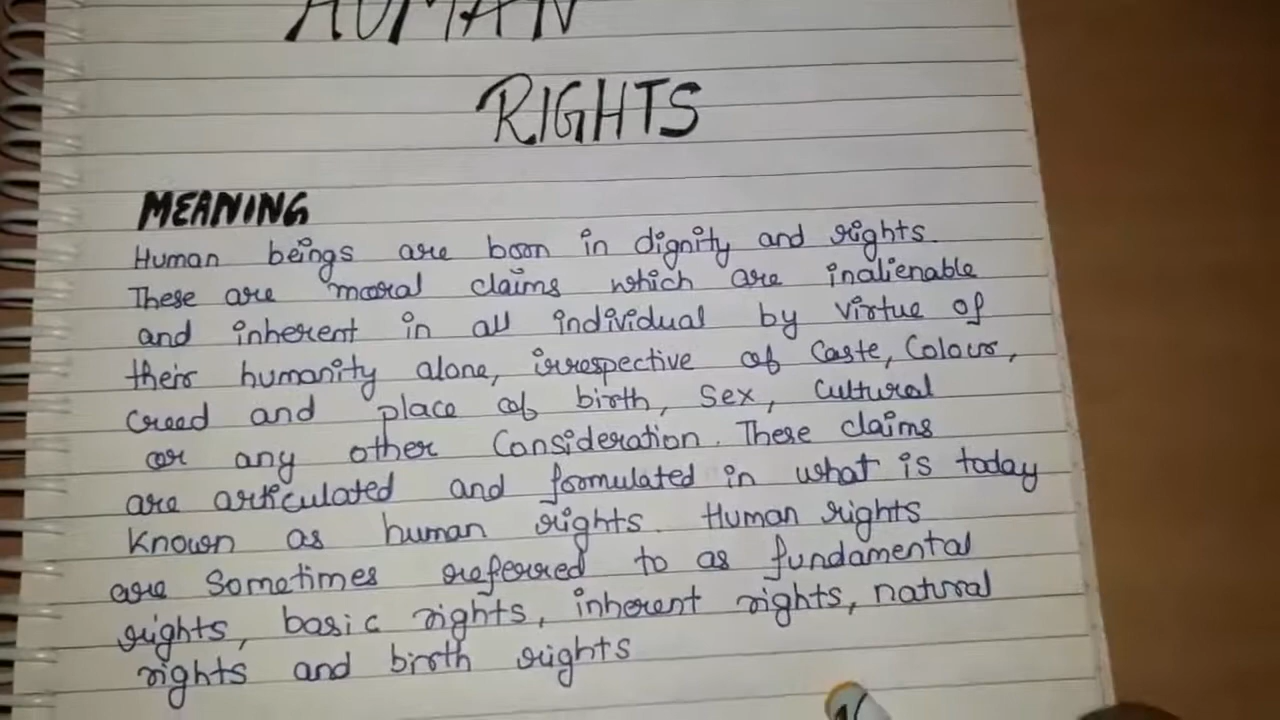 HUMAN
RIGHTS
MEANING
Human beings are born in dignity and rights.
These are moral claims which are inalienable
and inherent in all individual by virtue of
their humanity alone, irrespective of Caste, Colour,
Creed and place of birth, Sex, Cultural
or any other Consideration. These claims
are articulated and formulated in what is today
Known as human rights. Human rights
are Sometimes referred to as fundamental
rights, basic rights, inherent rights, natural
rights and birth rights